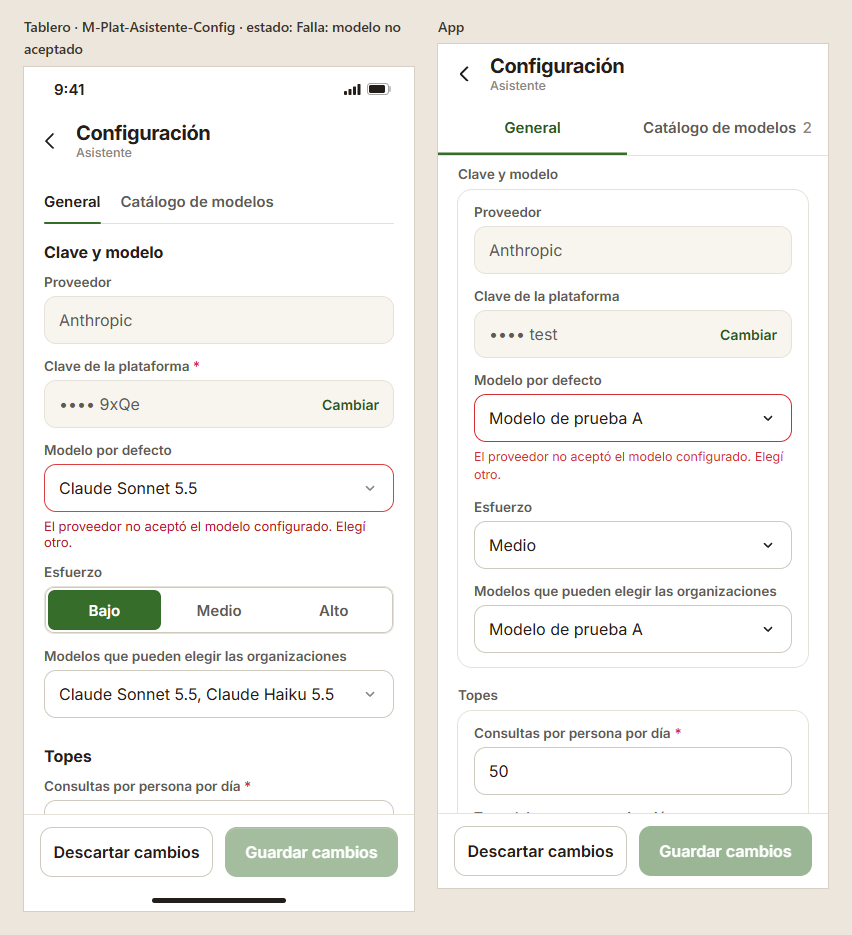 Tablero · M-Plat-Asistente-Config · estado: Falla: modelo no
aceptado
9:41
Configuración
Asistente
General
Catálogo de modelos
Clave y modelo
Proveedor
Anthropic
Clave de la plataforma *
•••• 9xQe
Cambiar
Modelo por defecto
Claude Sonnet 5.5
El proveedor no aceptó el modelo configurado. Elegí
otro.
Esfuerzo
Bajo
Medio
Alto
Modelos que pueden elegir las organizaciones
Claude Sonnet 5.5, Claude Haiku 5.5
Topes
Consultas por persona por día *
Descartar cambios
Guardar cambios
App
Configuración
Asistente
General
Catálogo de modelos 2
Clave y modelo
Proveedor
Anthropic
Clave de la plataforma
•••• test
Cambiar
Modelo por defecto
Modelo de prueba A
El proveedor no aceptó el modelo configurado. Elegí
otro.
Esfuerzo
Medio
Modelos que pueden elegir las organizaciones
Modelo de prueba A
Topes
Consultas por persona por día *
50
Descartar cambios
Guardar cambios